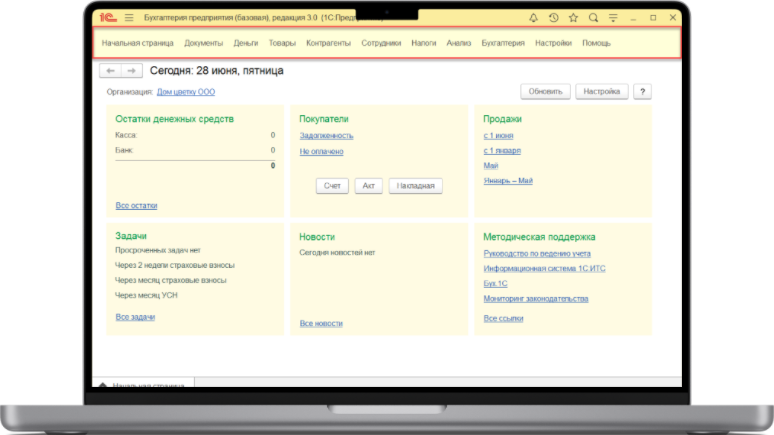 1С Бухгалтерия предприятия (базовая), редакция 3.0 (1С:Пред
Начальная страница Документы Деньги Товары Контрагенты Сотрудники Налоги Анализ Бухгалтерия Настройки Помощь
Сегодня: 28 июня, пятница
Организация: Дом цветку ООО Обновить Настройка ?
Остатки денежных средств
Касса: 0
Банк: 0
0
Все остатки
Покупатели
Задолженность
Не оплачено
Счет Акт Накладная
Продажи
с 1 июня
с 1 января
Май
Январь – Май
Задачи
Просроченных задач нет
Через 2 недели страховые взносы
Через месяц страховые взносы
Через месяц УСН
Все задачи
Новости
Сегодня новостей нет
Все новости
Методическая поддержка
Руководство по ведению учета
Информационная система 1С:ИТС
Бух.1С
Мониторинг законодательства
Все ссылки
Начальная страница